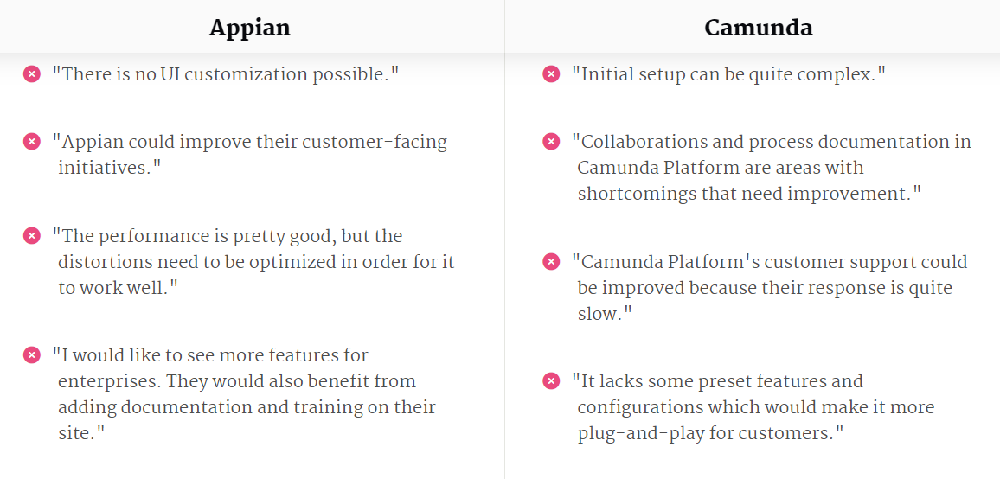 Appian
"There is no UI customization possible."
"Appian could improve their customer-facing
initiatives."
"The performance is pretty good, but the
distortions need to be optimized in order for it
to work well."
"I would like to see more features for
enterprises. They would also benefit from
adding documentation and training on their
site."
Camunda
"Initial setup can be quite complex."
"Collaborations and process documentation in
Camunda Platform are areas with
shortcomings that need improvement."
"Camunda Platform's customer support could
be improved because their response is quite
slow."
"It lacks some preset features and
configurations which would make it more
plug-and-play for customers."